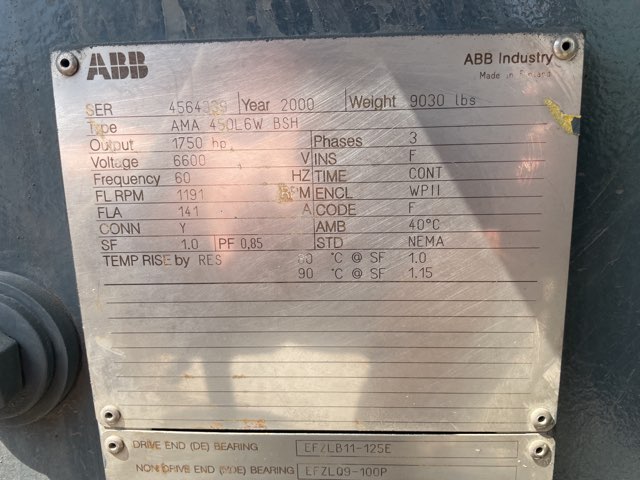 ABB
ABB Industry
Made in Finland
SER 4564339 Year 2000 Weight 9030 lbs
Type AMA 450L6W BSH
Output 1750 hp Phases 3
Voltage 6600 V INS F
Frequency 60 HZ TIME CONT
FL RPM 1191 RPM ENCL WPII
FLA 141 A CODE F
CONN Y AMB 40°C
SF 1.0 PF 0.85 STD NEMA
TEMP RISE by RES 80 °C @ SF 1.0
90 °C @ SF 1.15
DRIVE END (DE) BEARING EFZLB11-125E
NON DRIVE END (NDE) BEARING EFZLQ9-100P